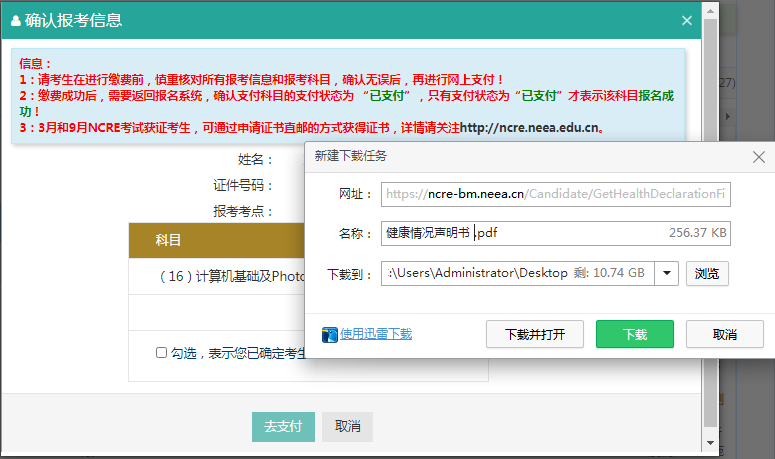 确认报考信息
信息：
1：请考生在进行缴费前，慎重核对所有报考信息和报考科目，确认无误后，再进行网上支付！
2：缴费成功后，需要返回报名系统，确认支付科目的支付状态为 “已支付”，只有支付状态为“已支付”才表示该科目报名成
功！
3：3月和9月NCRE考试获证考生，可通过申请证书直邮的方式获得证书，详情请关注http://ncre.neea.edu.cn。
姓名：
证件号码：
报考考点：
科目
（16）计算机基础及Photo
勾选，表示您已确定考生
去支付
取消
27)
新建下载任务
网址： https://ncre-bm.neea.cn/Candidate/GetHealthDeclarationFi
名称： 健康情况声明书 .pdf 256.37 KB
下载到： :\Users\Administrator\Desktop 剩: 10.74 GB 浏览
使用迅雷下载 下载并打开 下载 取消